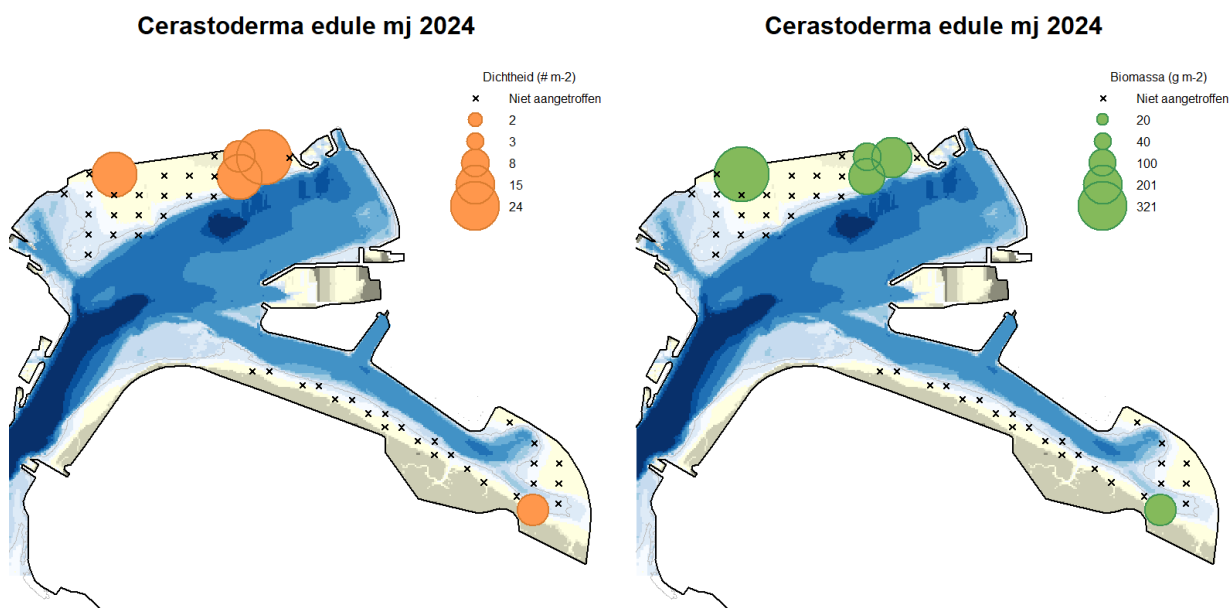 Cerastoderma edule mj 2024
Dichtheid (# m-2)
Niet aangetroffen
2
3
8
15
24
Cerastoderma edule mj 2024
Biomassa (g m-2)
Niet aangetroffen
20
40
100
201
321